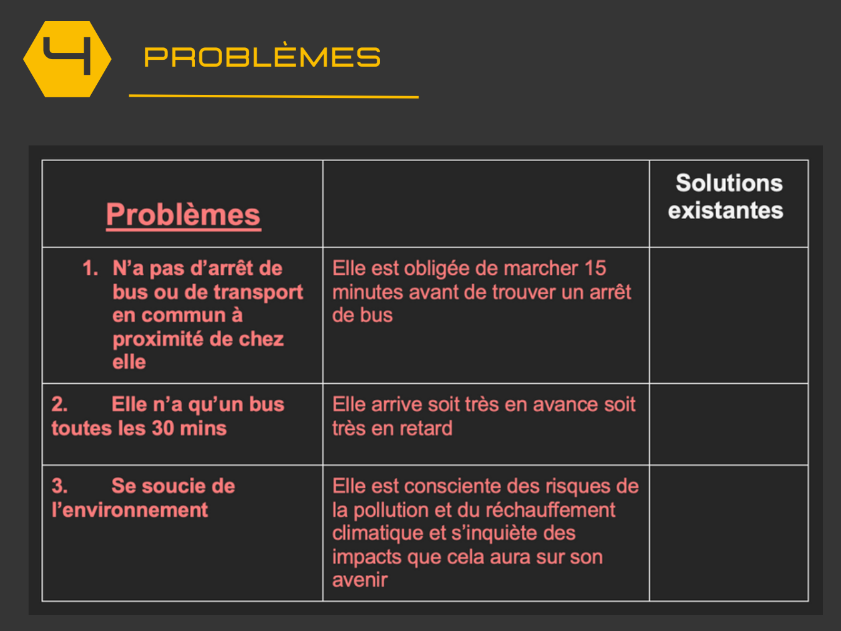 4
PROBLÈMES
Problèmes
Solutions
existantes
1. N’a pas d’arrêt de
bus ou de transport
en commun à
proximité de chez
elle
Elle est obligée de marcher 15
minutes avant de trouver un arrêt
de bus
2. Elle n’a qu’un bus
toutes les 30 mins
Elle arrive soit très en avance soit
très en retard
3. Se soucie de
l’environnement
Elle est consciente des risques de
la pollution et du réchauffement
climatique et s’inquiète des
impacts que cela aura sur son
avenir